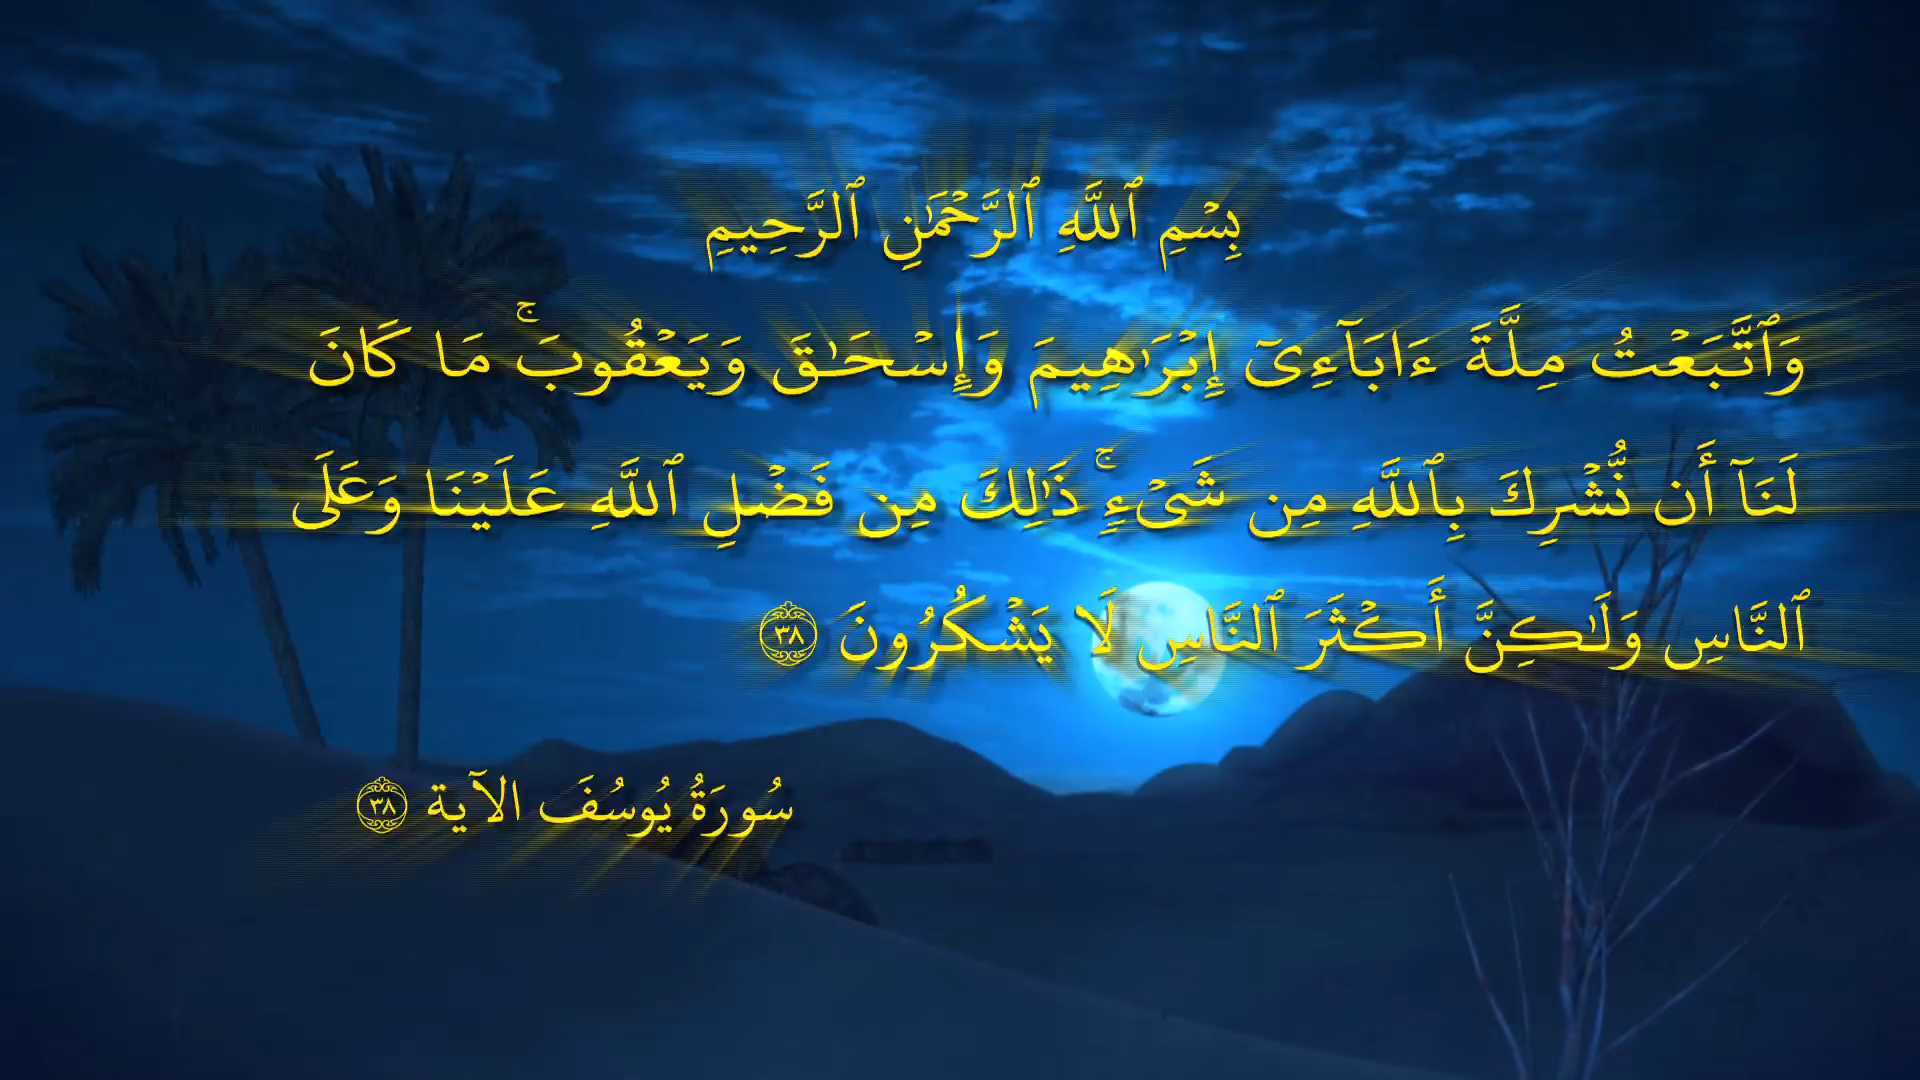 بِسْمِ ٱللَّهِ ٱلرَّحْمَٰنِ ٱلرَّحِيمِ
وَٱتَّبَعْتُ مِلَّةَ ءَابَآءِىٓ إِبْرَٰهِيمَ وَإِسْحَٰقَ وَيَعْقُوبَ ۚ مَا كَانَ
لَنَآ أَن نُّشْرِكَ بِٱللَّهِ مِن شَىْءٍ ۚ ذَٰلِكَ مِن فَضْلِ ٱللَّهِ عَلَيْنَا وَعَلَى
ٱلنَّاسِ وَلَٰكِنَّ أَكْثَرَ ٱلنَّاسِ لَا يَشْكُرُونَ ٣٨
سُورَةُ يُوسُفَ الآية ٣٨